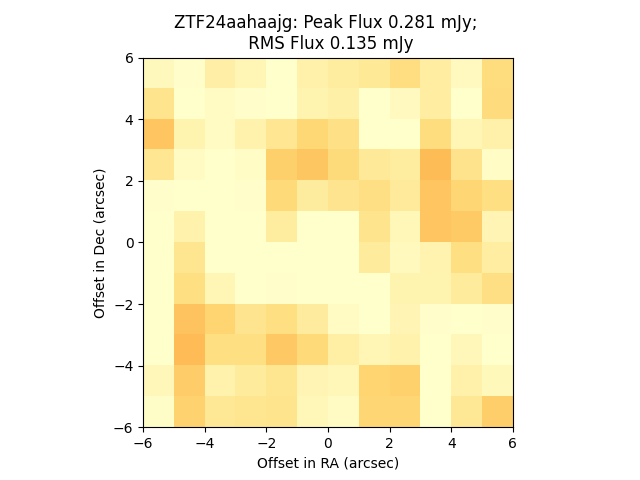 ZTF24aahaajg: Peak Flux 0.281 mJy;
RMS Flux 0.135 mJy
6
4
2
0
−2
−4
−6
Offset in Dec (arcsec)
−6 −4 −2 0 2 4 6
Offset in RA (arcsec)